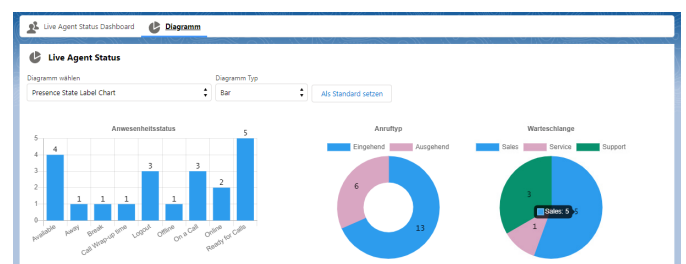 Live Agent Status Dashboard Diagramm
Live Agent Status
Diagramm wählen Diagramm Typ
Presence State Label Chart Bar Als Standard setzen
Anwesenheitsstatus
5
4
3
2
1
0
4 1 1 1 3 1 3 2 5
Available Away Break Call Wrap-up time Logout Offline On a Call Online Ready for Calls
Anruftyp
Eingehend Ausgehend
6
13
Warteschlange
Sales Service Support
3
Sales: 5 5
1